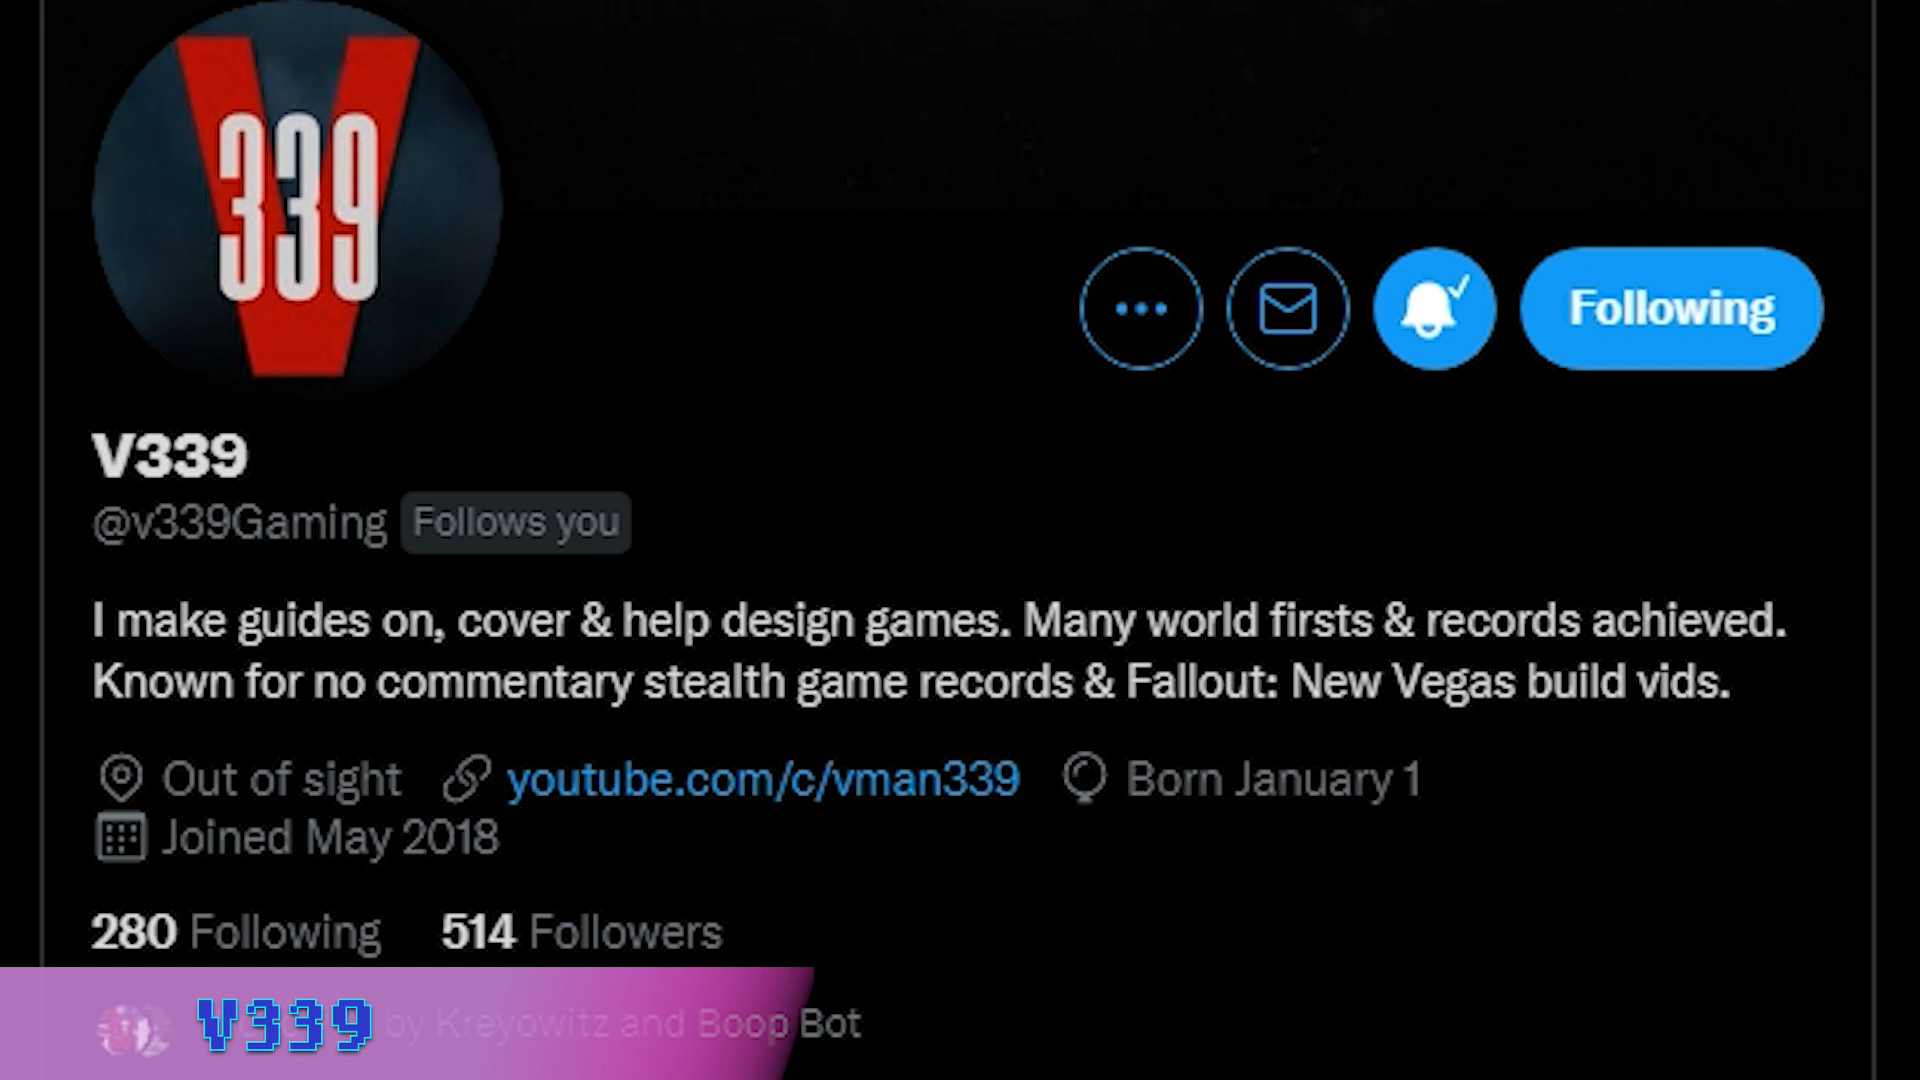 339
Following
V339
@v339Gaming Follows you
I make guides on, cover & help design games. Many world firsts & records achieved.
Known for no commentary stealth game records & Fallout: New Vegas build vids.
Out of sight youtube.com/c/vman339 Born January 1
Joined May 2018
280 Following 514 Followers
V339 by Kreyowitz and Boop Bot